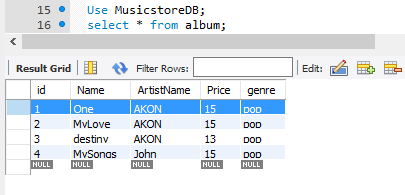 15 Use MusicstoreDB;
16 select * from album;
Result Grid Filter Rows: Edit:
id Name ArtistName Price genre
1 One AKON 15 pop
2 MyLove AKON 15 pop
3 destiny AKON 13 pop
4 MySongs John 15 pop
NULL NULL NULL NULL NULL